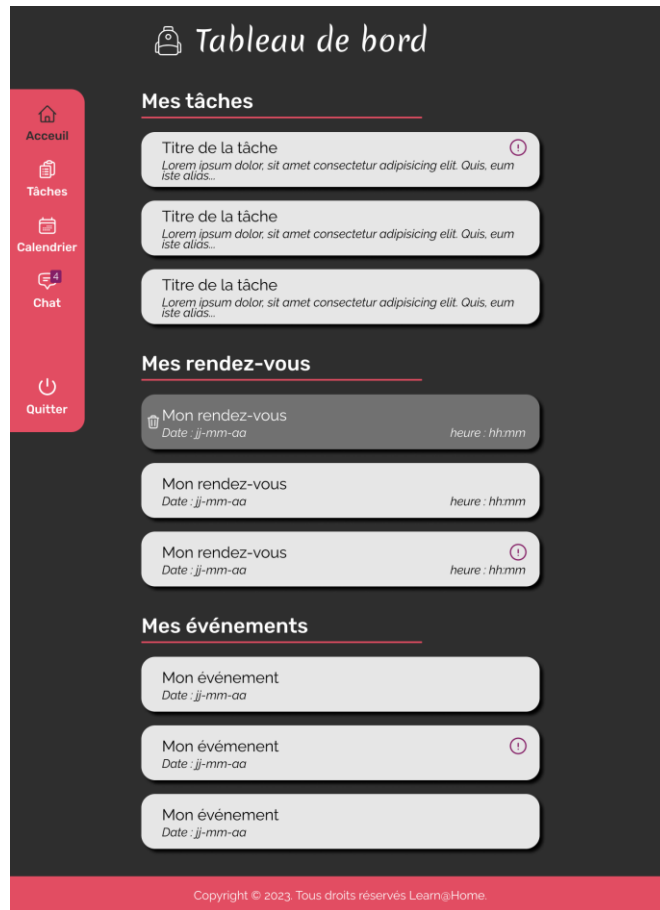 Tableau de bord
Acceuil
Tâches
Calendrier
4
Chat
Quitter
Mes tâches
Titre de la tâche
Lorem ipsum dolor, sit amet consectetur adipisicing elit. Quis, eum
iste alias...
Titre de la tâche
Lorem ipsum dolor, sit amet consectetur adipisicing elit. Quis, eum
iste alias...
Titre de la tâche
Lorem ipsum dolor, sit amet consectetur adipisicing elit. Quis, eum
iste alias...
Mes rendez-vous
Mon rendez-vous
Date : jj-mm-aa heure : hh:mm
Mon rendez-vous
Date : jj-mm-aa heure : hh:mm
Mon rendez-vous
Date : jj-mm-aa heure : hh:mm
Mes événements
Mon événement
Date : jj-mm-aa
Mon évémenent
Date : jj-mm-aa
Mon événement
Date : jj-mm-aa
Copyright © 2023. Tous droits réservés Learn@Home.